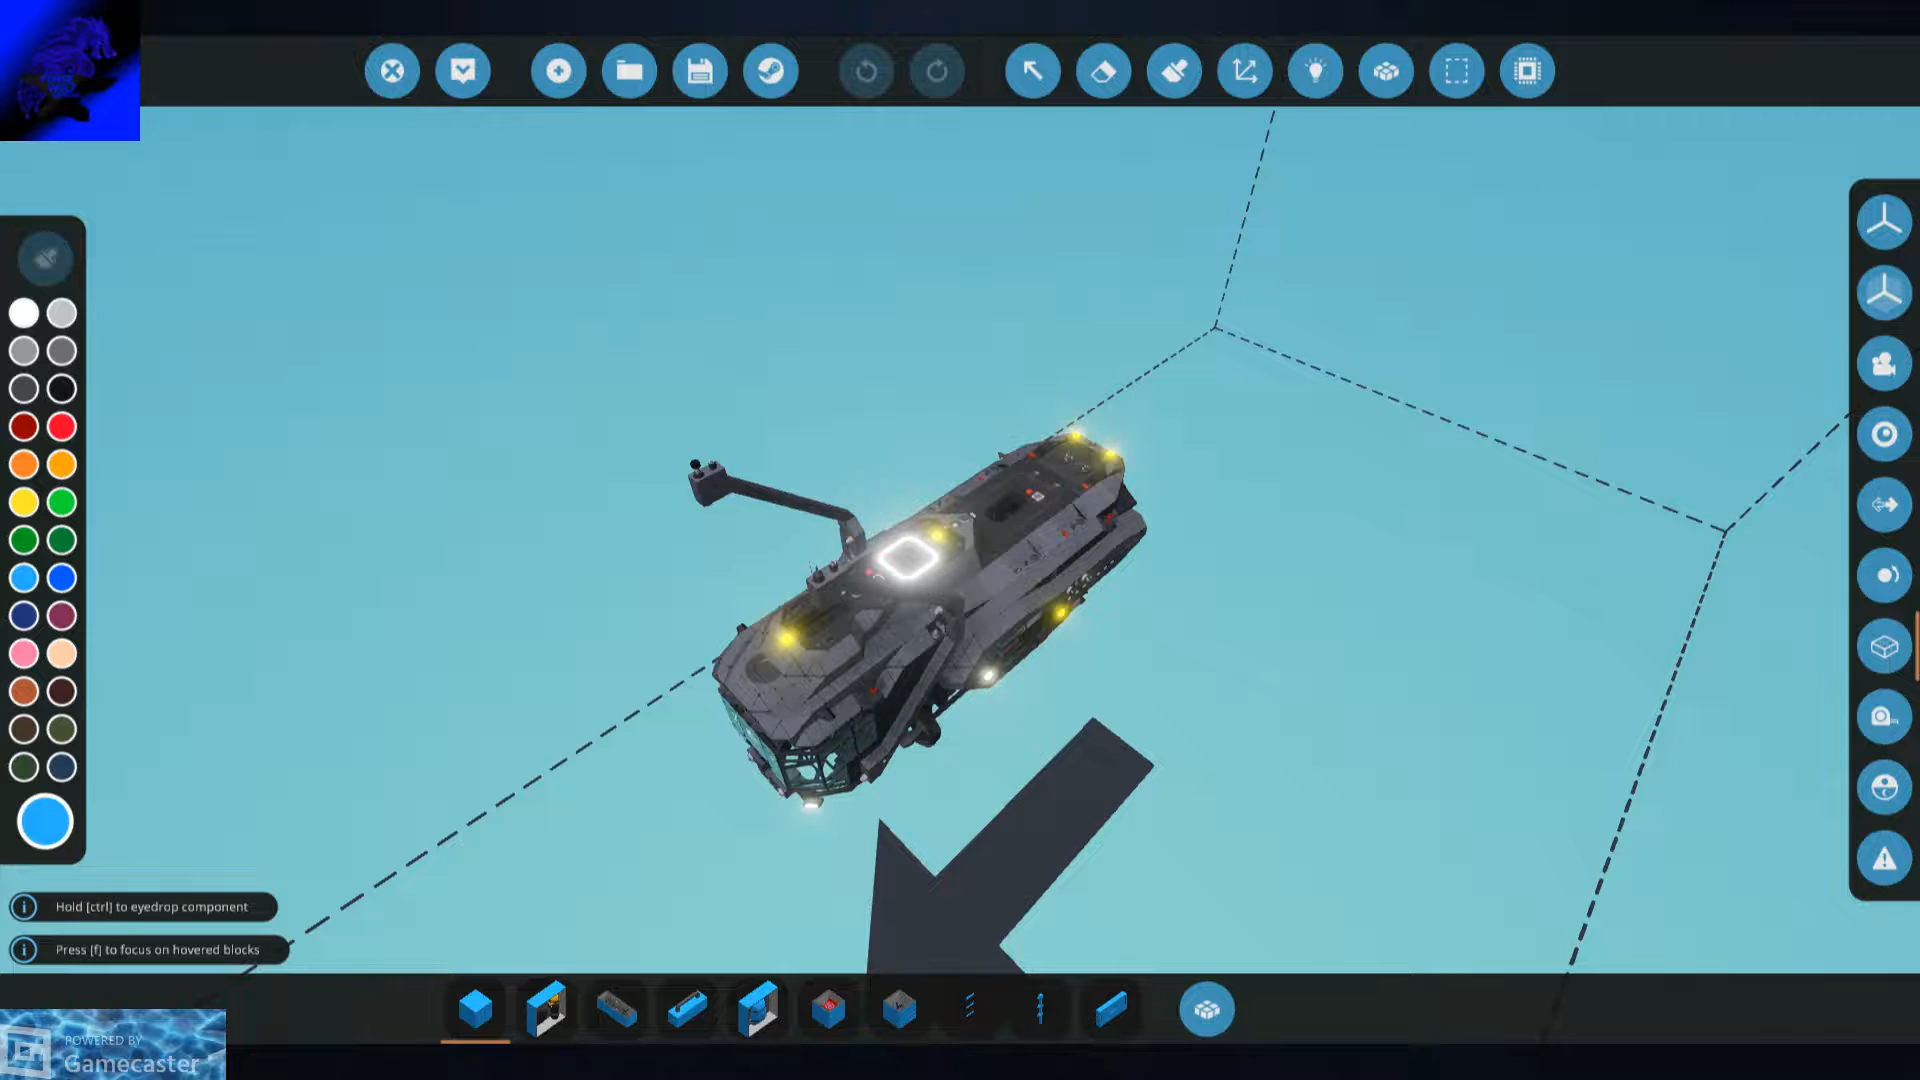 Hold [ctrl] to eyedrop component
Press [f] to focus on hovered blocks
POWERED BY
Gamecaster